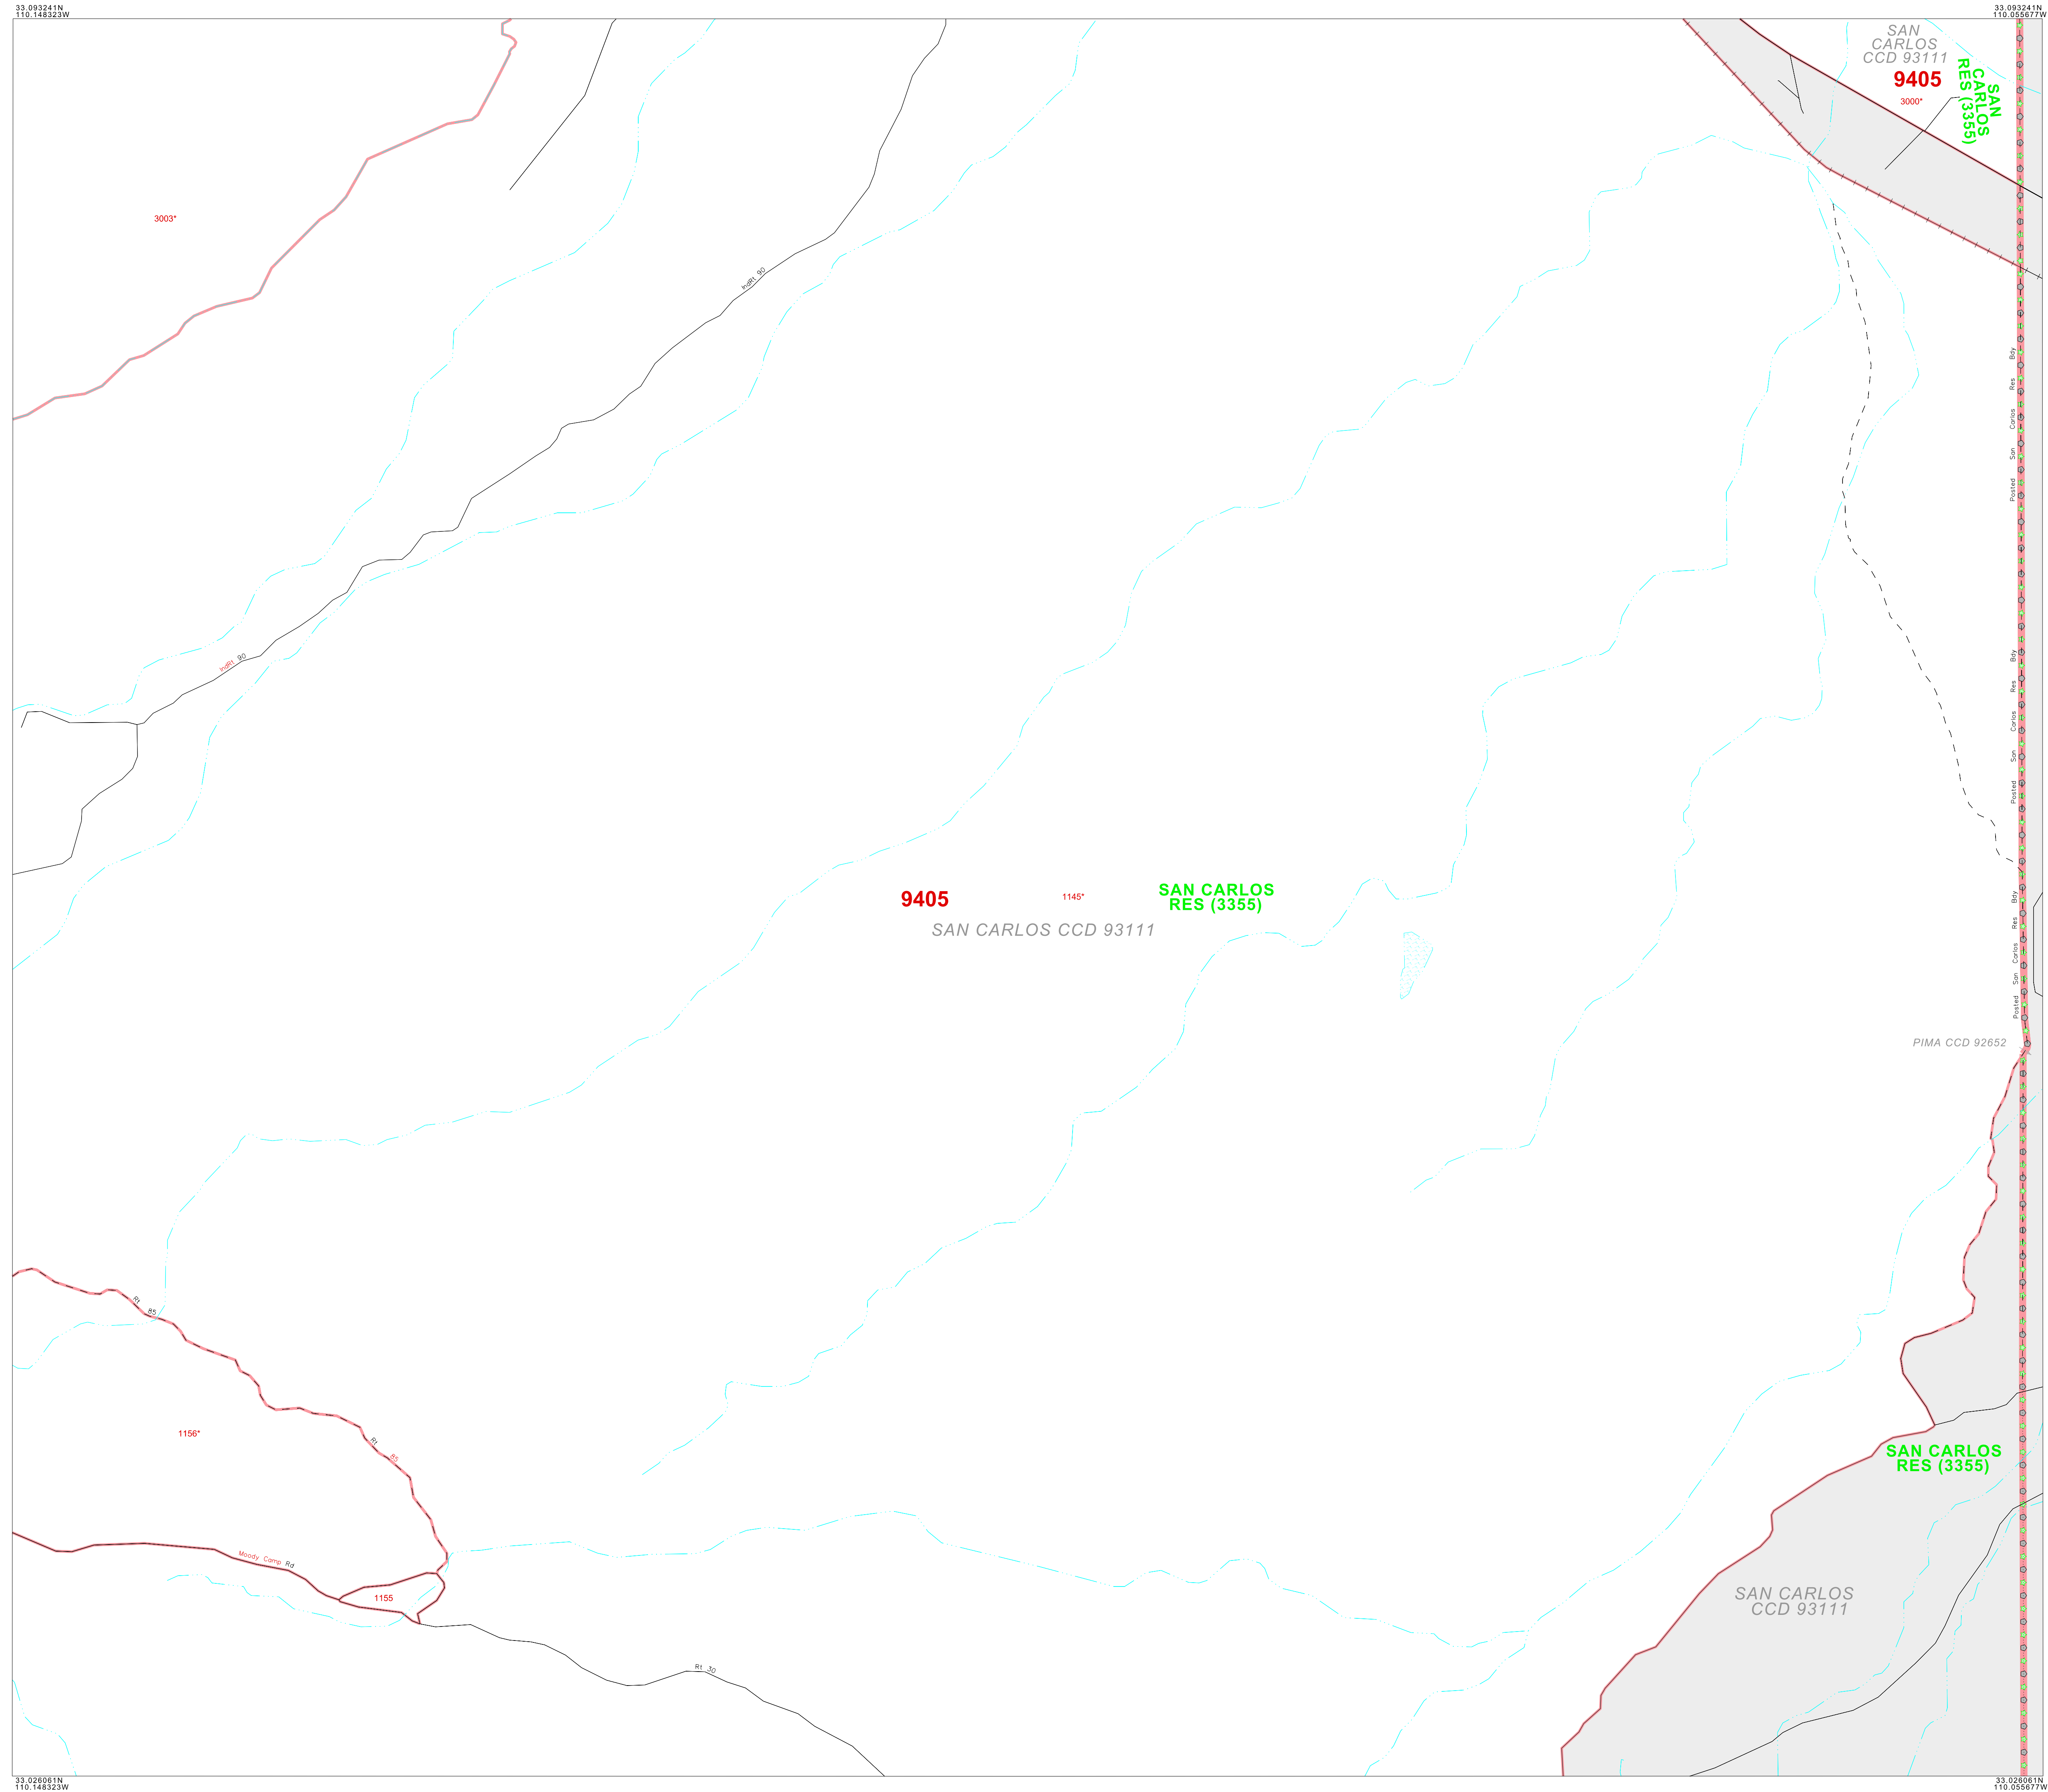 33.093241N
110.148323W
33.093241N
110.055677W
SAN
CARLOS
CCD 93111
9405
3000*
SAN
CARLOS
RES (3355)
3003*
IndRt 90
Posted San Carlos Res Bdy
IndRt 90
Posted San Carlos Res Bdy
9405
1145*
SAN CARLOS
RES (3355)
SAN CARLOS CCD 93111
Posted San Carlos Res Bdy
PIMA CCD 92652
Rt 85
1156*
Rt 85
SAN CARLOS
RES (3355)
Moody Camp Rd
1155
SAN CARLOS
CCD 93111
Rt 30
33.026061N
110.148323W
33.026061N
110.055677W